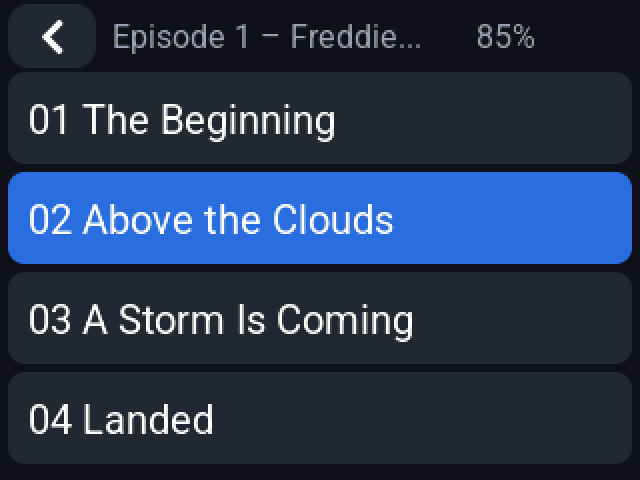 Episode 1 – Freddie... 85%
01 The Beginning
02 Above the Clouds
03 A Storm Is Coming
04 Landed